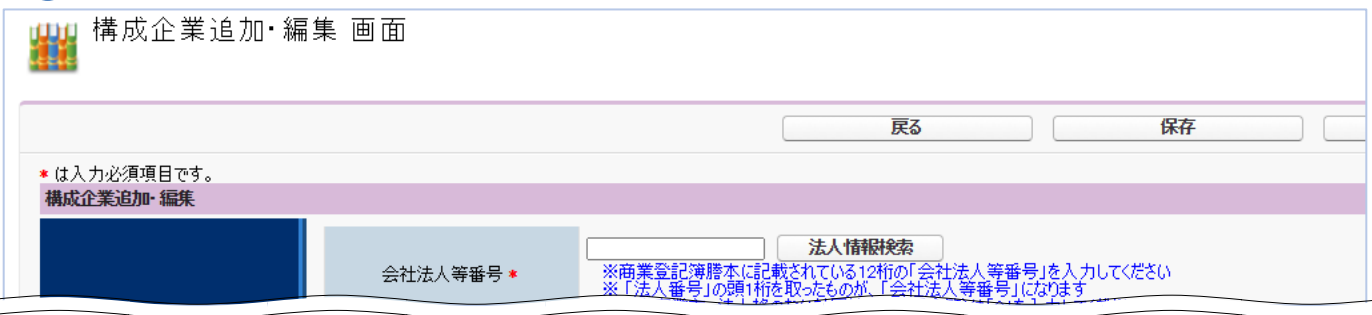 構成企業追加・編集 画面
戻る
保存
* は入力必須項目です。
構成企業追加・編集
会社法人等番号 *
法人情報検索
※商業登記簿謄本に記載されている12桁の「会社法人等番号」を入力してください
※「法人番号」の頭1桁を取ったものが、「会社法人等番号」になります